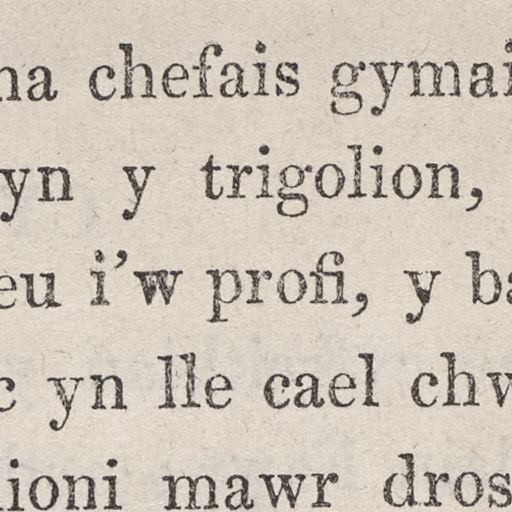 na chefais gymai
yn y trigolion,
eu i'w profi, y ba
c yn lle cael chw
ioni mawr dros